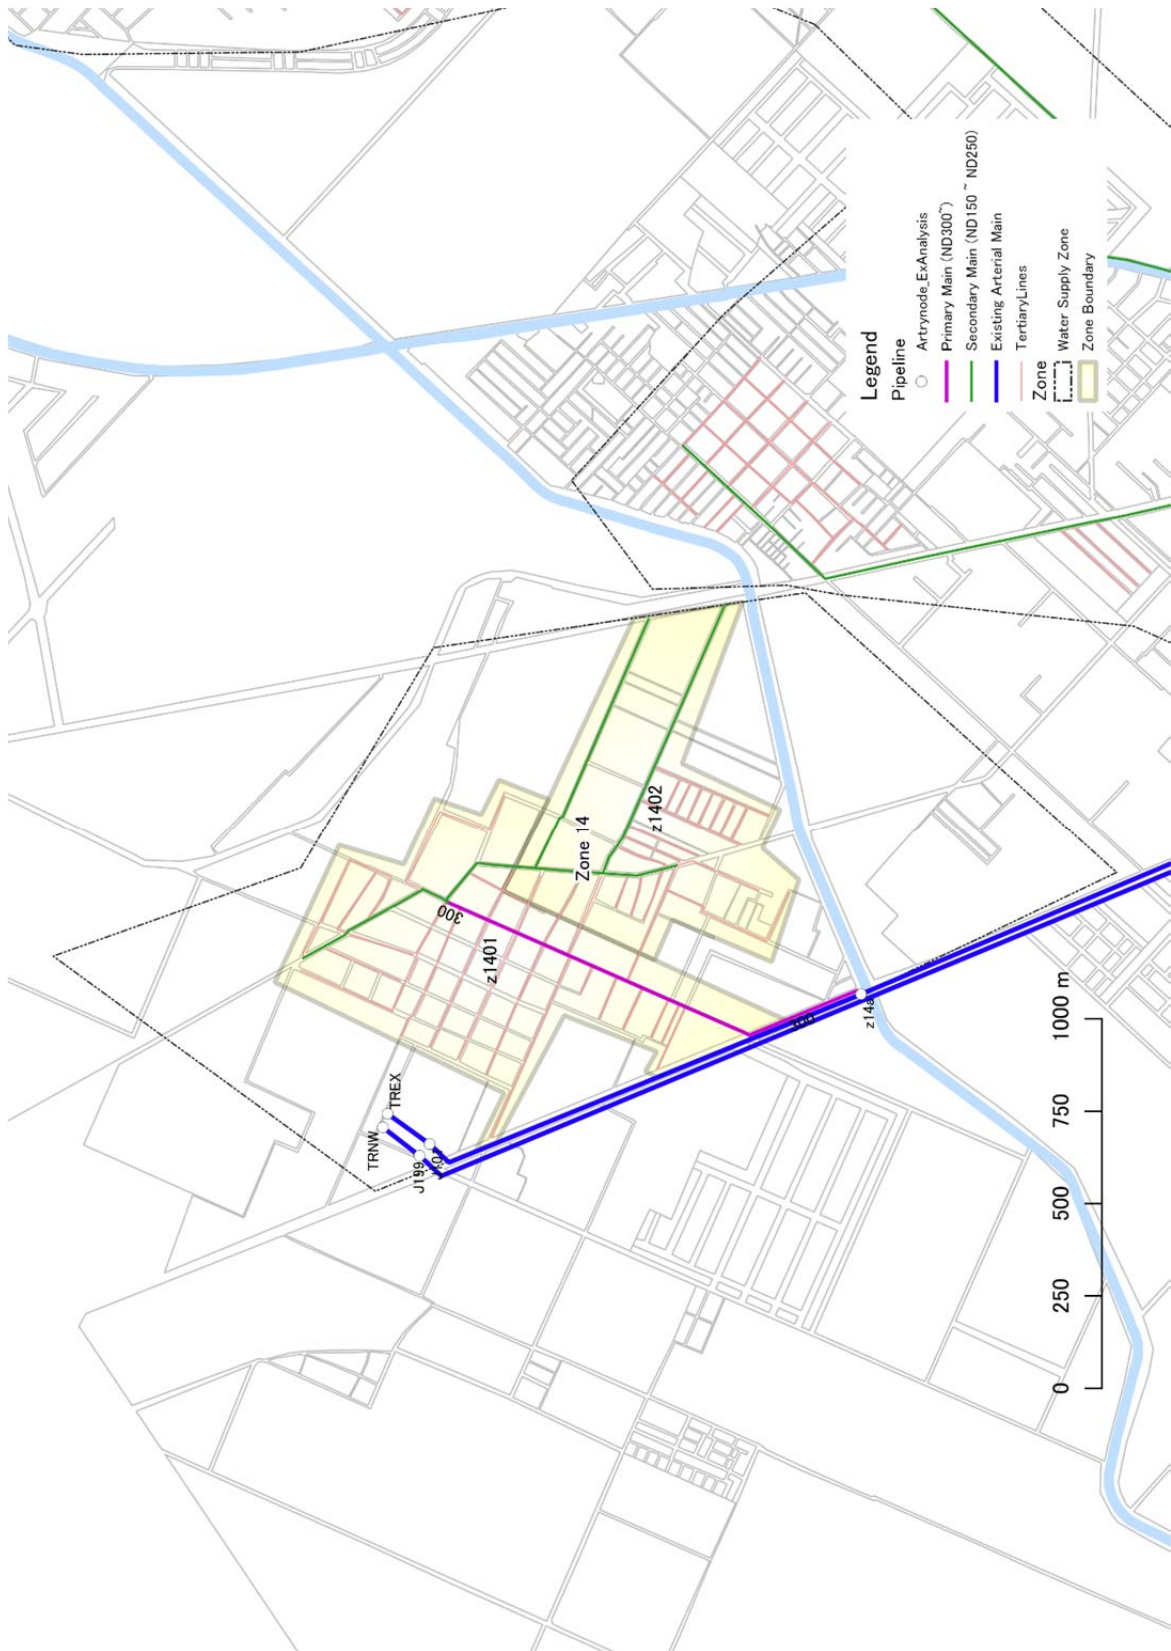 z1401
300
Zone 14
z1402
TRNW
TREX
J199
300
z14a
Legend
Pipeline
Artrynode_ExAnalysis
Primary Main (ND300~)
Secondary Main (ND150 ~ ND250)
Existing Arterial Main
TertiaryLines
Zone
Water Supply Zone
Zone Boundary
0 250 500 750 1000 m